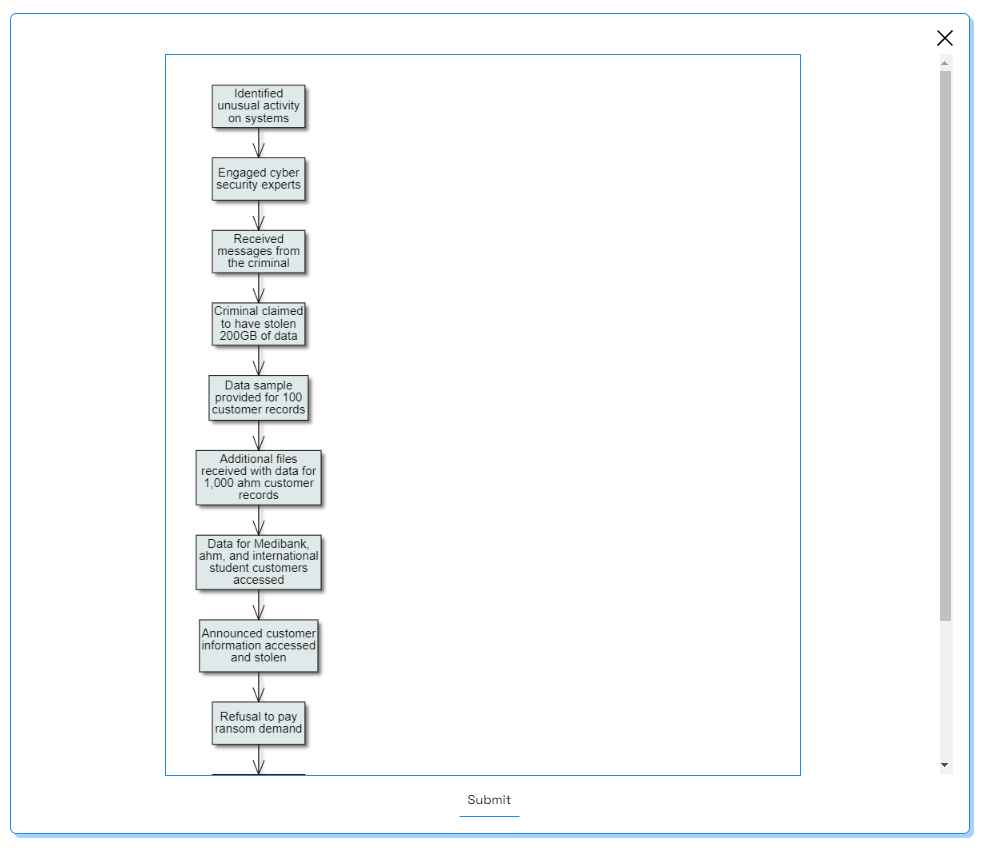 Identified
unusual activity
on systems
Engaged cyber
security experts
Received
messages from
the criminal
Criminal claimed
to have stolen
200GB of data
Data sample
provided for 100
customer records
Additional files
received with data for
1,000 ahm customer
records
Data for Medibank,
ahm, and international
student customers
accessed
Announced customer
information accessed
and stolen
Refusal to pay
ransom demand
Submit